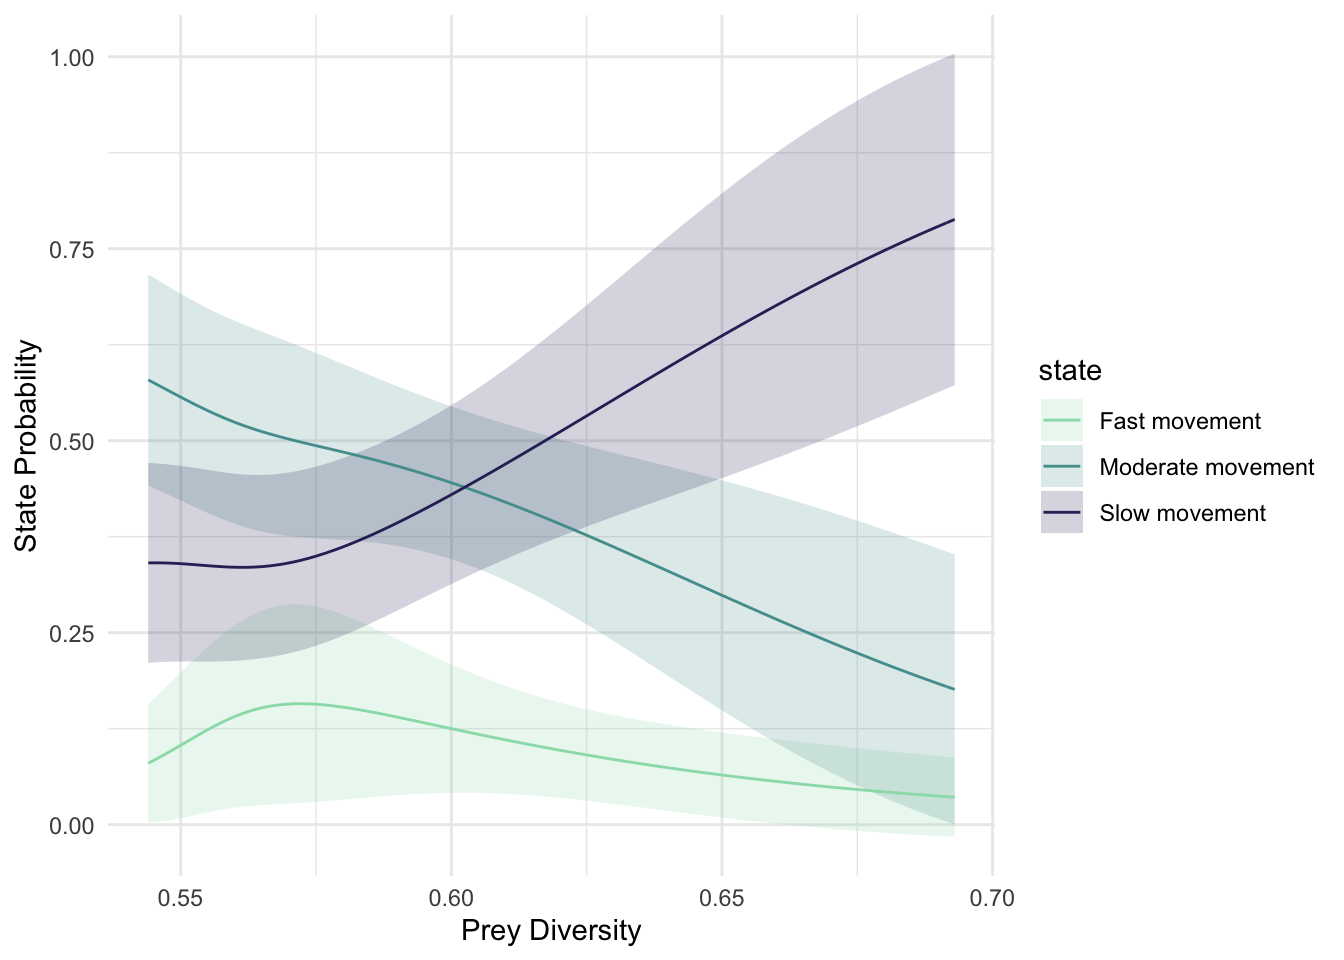 1.00
0.75
0.50
0.25
0.00
State Probability
0.55
0.60
0.65
0.70
Prey Diversity
state
Fast movement
Moderate movement
Slow movement